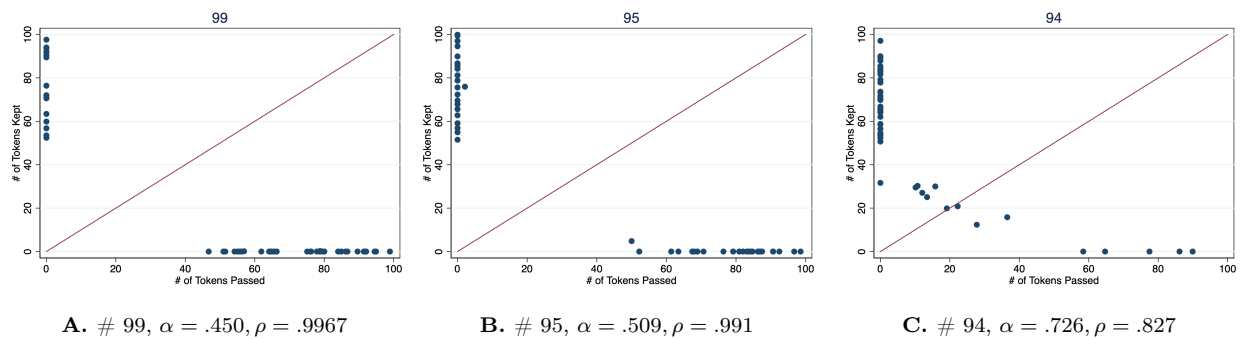 99
100
80
60
40
20
0
# of Tokens Kept
0 20 40 60 80 100
# of Tokens Passed
A. # 99, α = .450, ρ = .9967
95
100
80
60
40
20
0
# of Tokens Kept
0 20 40 60 80 100
# of Tokens Passed
B. # 95, α = .509, ρ = .991
94
100
80
60
40
20
0
# of Tokens Kept
0 20 40 60 80 100
# of Tokens Passed
C. # 94, α = .726, ρ = .827